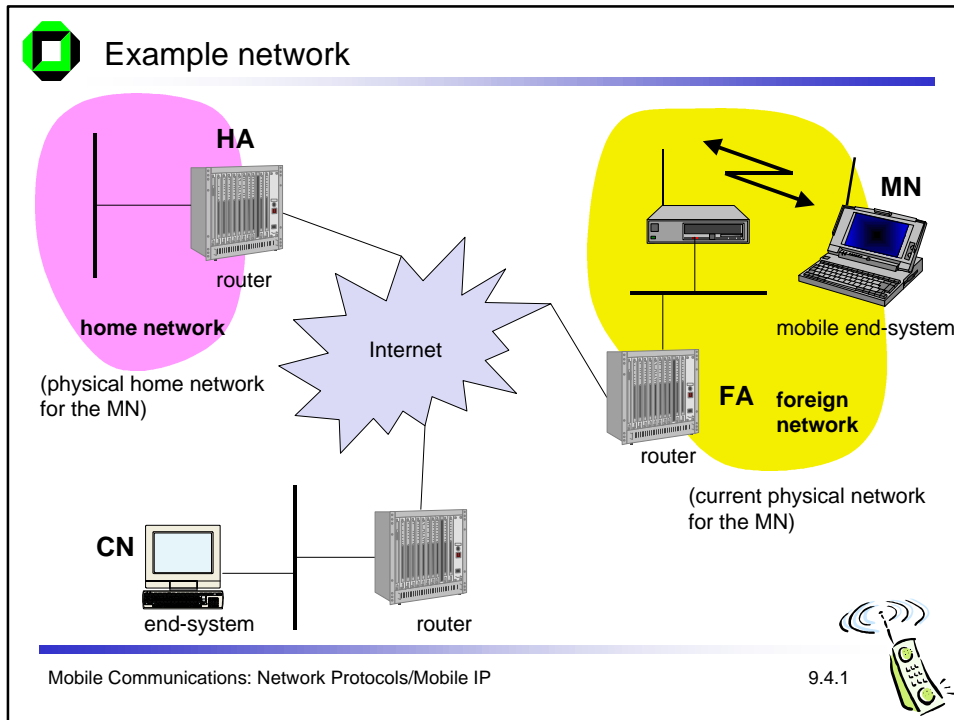 Example network
HA
router
home network
(physical home network
for the MN)
Internet
MN
mobile end-system
FA
foreign
network
router
(current physical network
for the MN)
CN
end-system
router
Mobile Communications: Network Protocols/Mobile IP
9.4.1